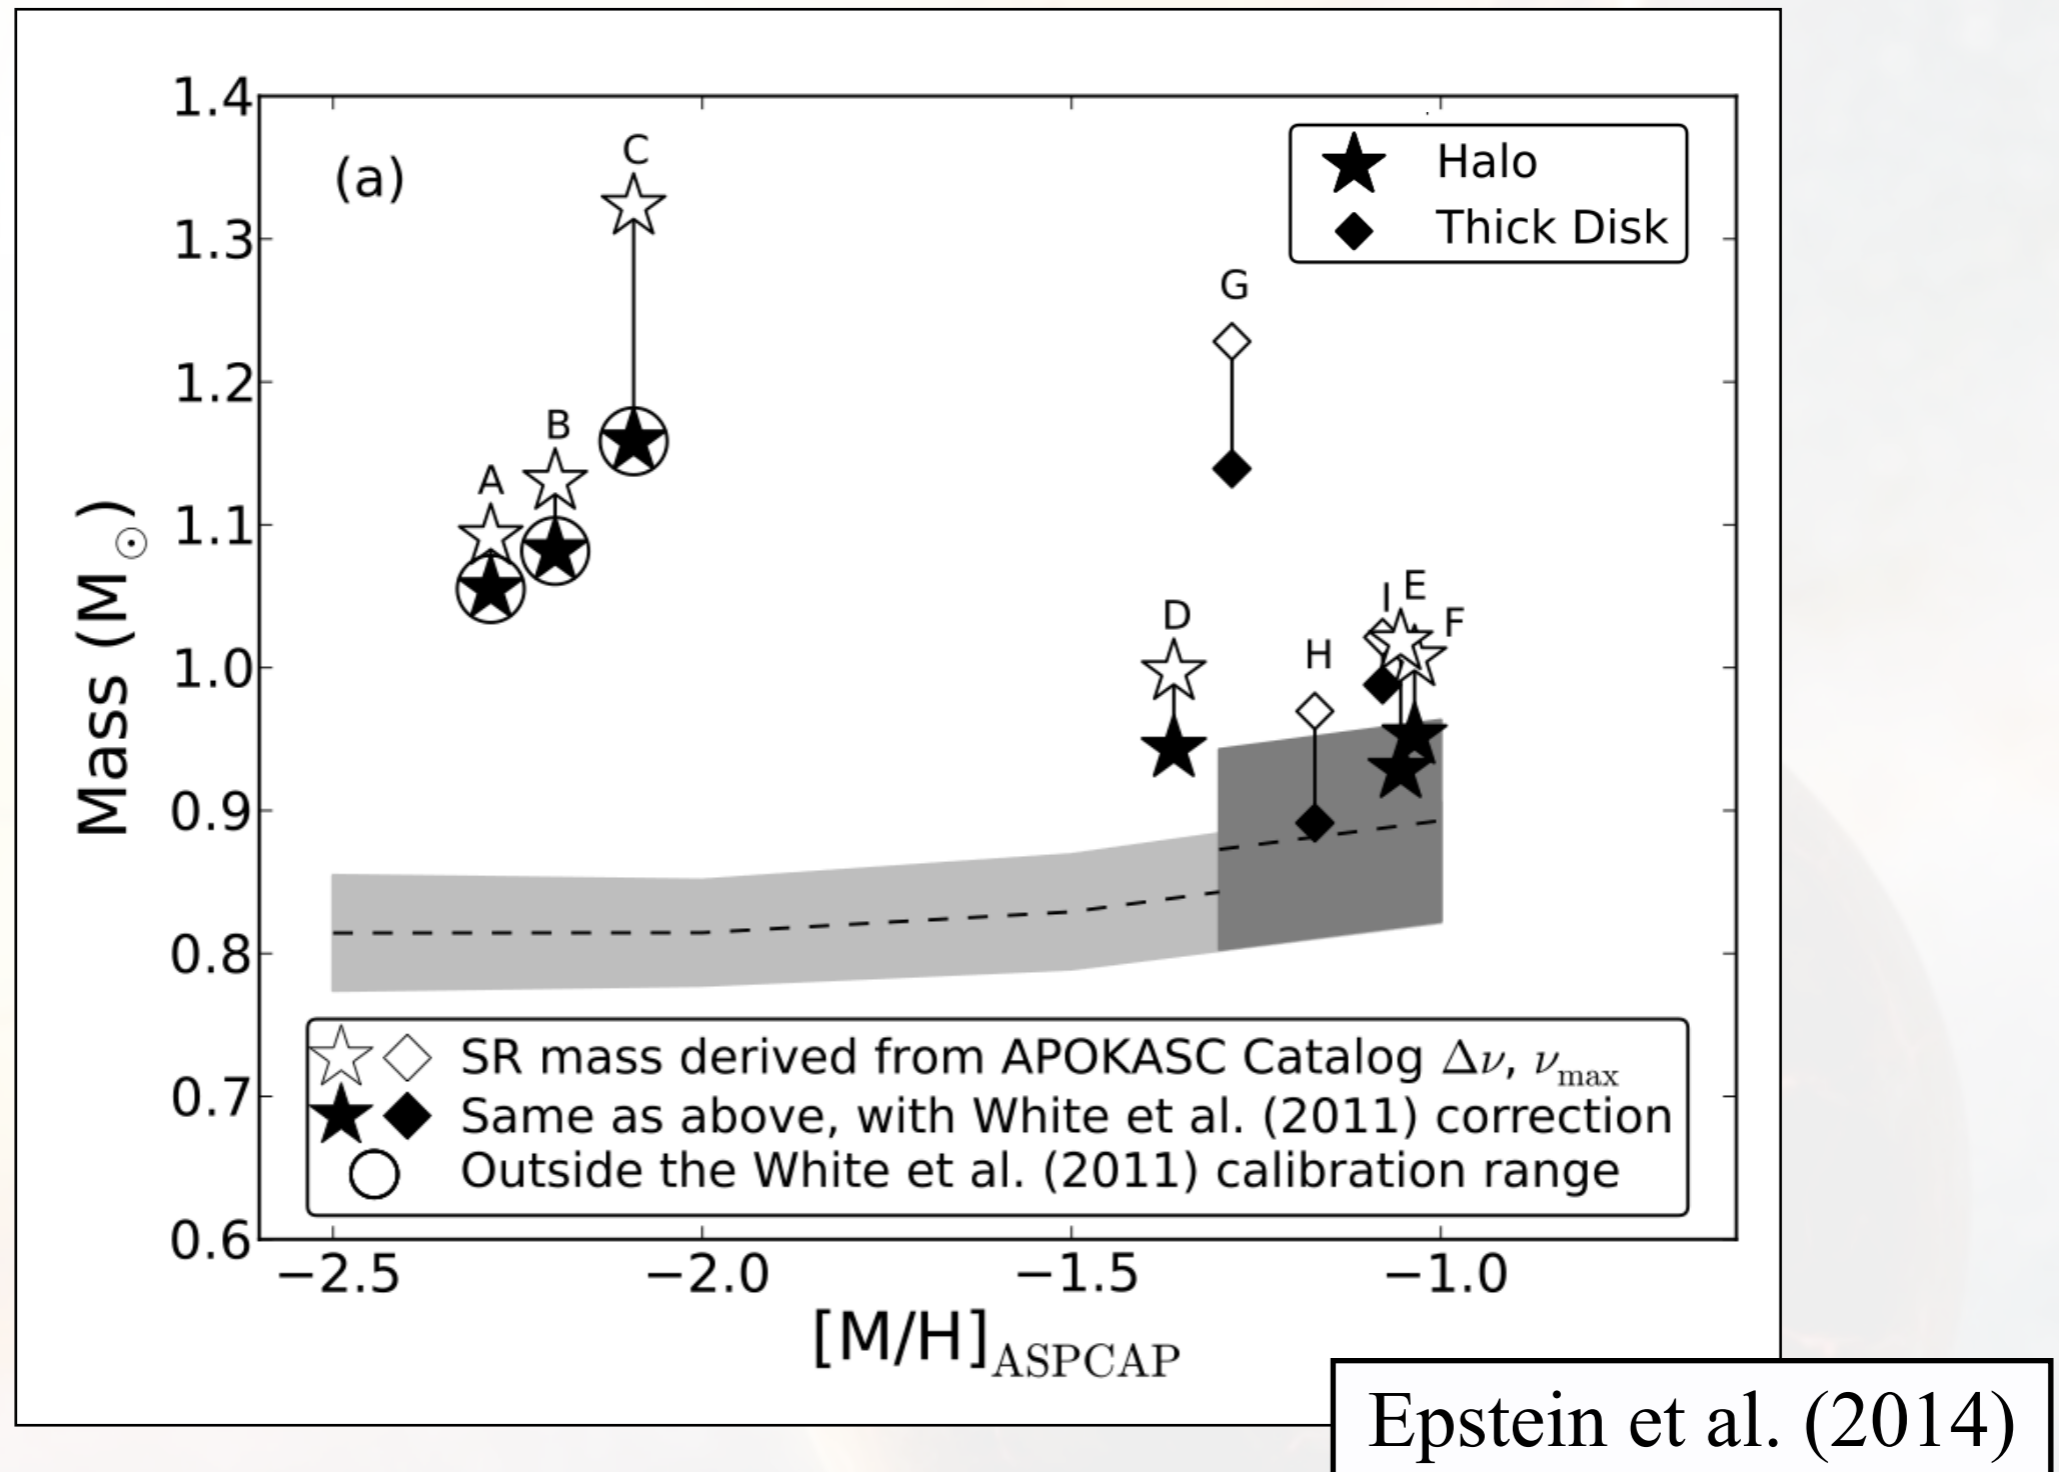 1.4
1.3
1.2
1.1
1.0
0.9
0.8
0.7
0.6
Mass (M☉)
(a)
C
B
A
G
D
H
I
E
F
Halo
Thick Disk
SR mass derived from APOKASC Catalog Δν, νmax
Same as above, with White et al. (2011) correction
Outside the White et al. (2011) calibration range
−2.5 −2.0 −1.5 −1.0
[M/H]ASPCAP
Epstein et al. (2014)